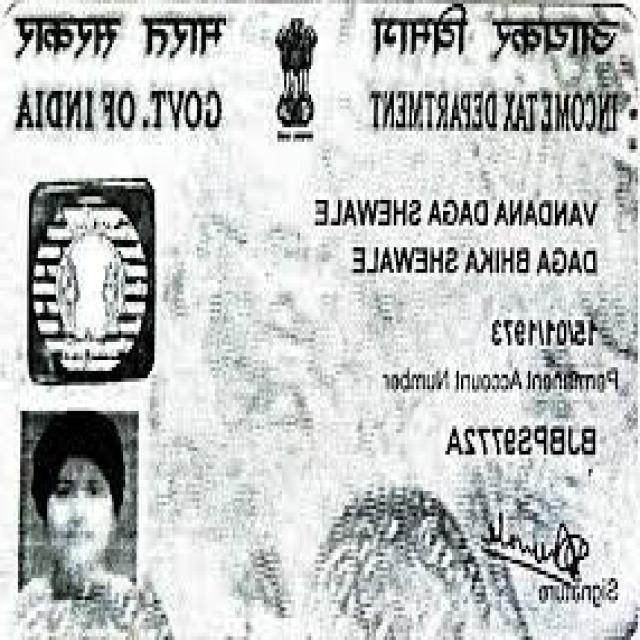 आयकर विभाग भारत सरकार
INCOME TAX DEPARTMENT GOVT. OF INDIA
VANDANA DAGA SHEWALE
DAGA BHIKA SHEWALE
15/01/1973
Permanent Account Number
BJBPS9772A
Signature